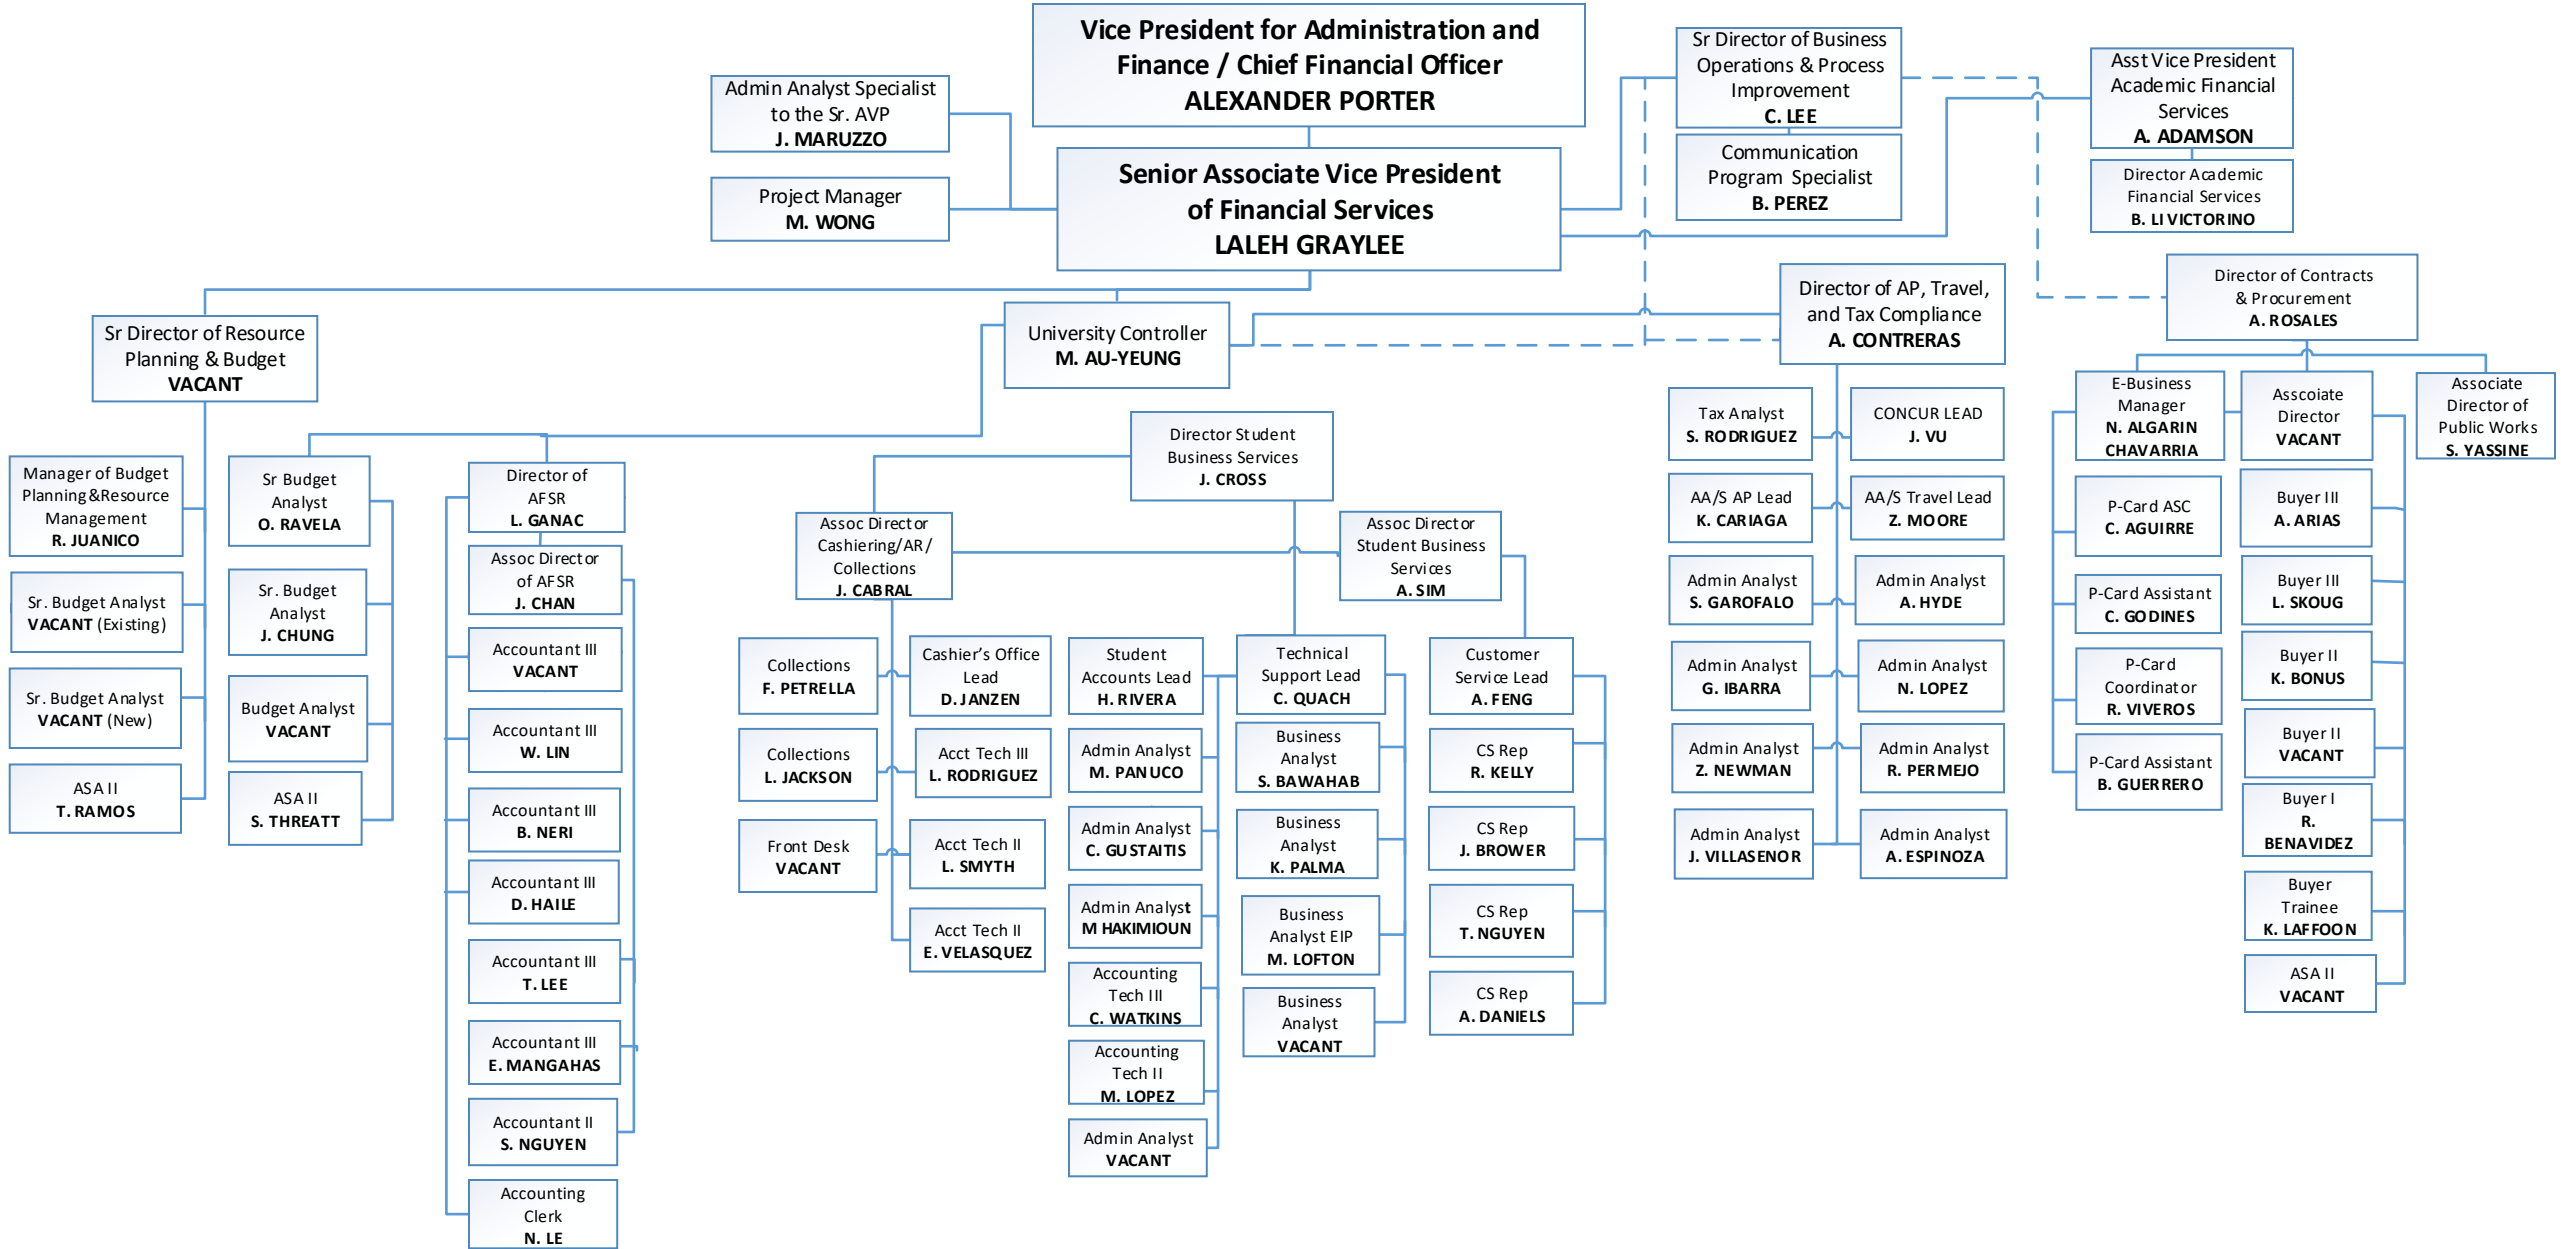 Vice President for Administration and
Finance / Chief Financial Officer
ALEXANDER PORTER
Admin Analyst Specialist
to the Sr. AVP
J. MARUZZO
Project Manager
M. WONG
Senior Associate Vice President
of Financial Services
LALEH GRAYLEE
Sr Director of Business
Operations & Process
Improvement
C. LEE
Communication
Program Specialist
B. PEREZ
Asst Vice President
Academic Financial
Services
A. ADAMSON
Director Academic
Financial Services
B. LI VICTORINO
Sr Director of Resource
Planning & Budget
VACANT
University Controller
M. AU-YEUNG
Director of AP, Travel,
and Tax Compliance
A. CONTRERAS
Director of Contracts
& Procurement
A. ROSALES
Manager of Budget
Planning&Resource
Management
R. JUANICO
Sr. Budget Analyst
VACANT (Existing)
Sr. Budget Analyst
VACANT (New)
ASA II
T. RAMOS
Sr Budget
Analyst
O. RAVELA
Sr. Budget
Analyst
J. CHUNG
Budget Analyst
VACANT
ASA II
S. THREATT
Director of
AFSR
L. GANAC
Assoc Director
of AFSR
J. CHAN
Accountant III
VACANT
Accountant III
W. LIN
Accountant III
B. NERI
Accountant III
D. HAILE
Accountant III
T. LEE
Accountant III
E. MANGAHAS
Accountant II
S. NGUYEN
Accounting
Clerk
N. LE
Director Student
Business Services
J. CROSS
Assoc Director
Cashiering/AR/
Collections
J. CABRAL
Assoc Director
Student Business
Services
A. SIM
Collections
F. PETRELLA
Collections
L. JACKSON
Front Desk
VACANT
Cashier’s Office
Lead
D. JANZEN
Acct Tech III
L. RODRIGUEZ
Acct Tech II
L. SMYTH
Acct Tech II
E. VELASQUEZ
Student
Accounts Lead
H. RIVERA
Admin Analyst
M. PANUCO
Admin Analyst
C. GUSTAITIS
Admin Analyst
M HAKIMIOUN
Accounting
Tech III
C. WATKINS
Accounting
Tech II
M. LOPEZ
Admin Analyst
VACANT
Technical
Support Lead
C. QUACH
Business
Analyst
S. BAWAHAB
Business
Analyst
K. PALMA
Business
Analyst EIP
M. LOFTON
Business
Analyst
VACANT
Customer
Service Lead
A. FENG
CS Rep
R. KELLY
CS Rep
J. BROWER
CS Rep
T. NGUYEN
CS Rep
A. DANIELS
Tax Analyst
S. RODRIGUEZ
CONCUR LEAD
J. VU
AA/S AP Lead
K. CARIAGA
AA/S Travel Lead
Z. MOORE
Admin Analyst
S. GAROFALO
Admin Analyst
A. HYDE
Admin Analyst
G. IBARRA
Admin Analyst
N. LOPEZ
Admin Analyst
Z. NEWMAN
Admin Analyst
R. PERMEJO
Admin Analyst
J. VILLASENOR
Admin Analyst
A. ESPINOZA
E-Business
Manager
N. ALGARIN
CHAVARRIA
P-Card ASC
C. AGUIRRE
P-Card Assistant
C. GODINES
P-Card
Coordinator
R. VIVEROS
P-Card Assistant
B. GUERRERO
Asscoiate
Director
VACANT
Buyer III
A. ARIAS
Buyer III
L. SKOUG
Buyer II
K. BONUS
Buyer II
VACANT
Buyer I
R.
BENAVIDEZ
Buyer
Trainee
K. LAFFOON
ASA II
VACANT
Associate
Director of
Public Works
S. YASSINE